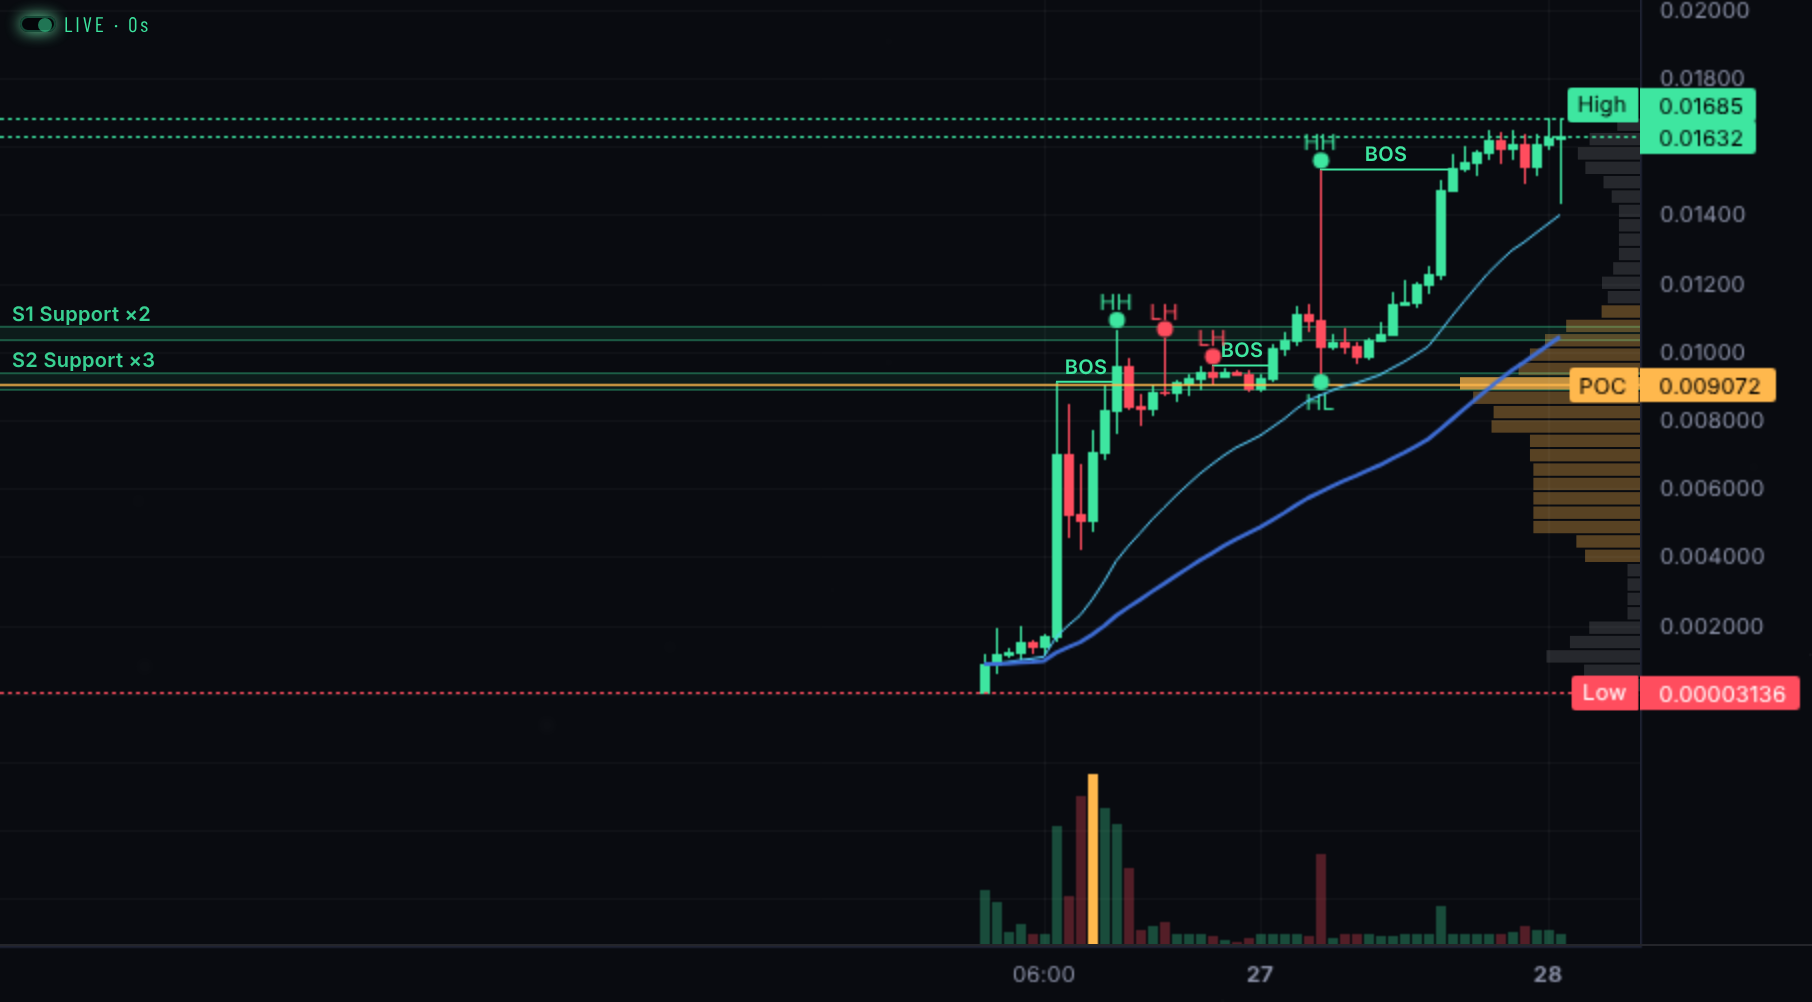 LIVE · 0s
0.02000
0.01800
High 0.01685
0.01632
HH
BOS
0.01400
HH
LH
0.01200
S1 Support ×2
LH
BOS
0.01000
S2 Support ×3
BOS
POC 0.009072
HL
0.008000
0.006000
0.004000
0.002000
Low 0.00003136
06:00 27 28